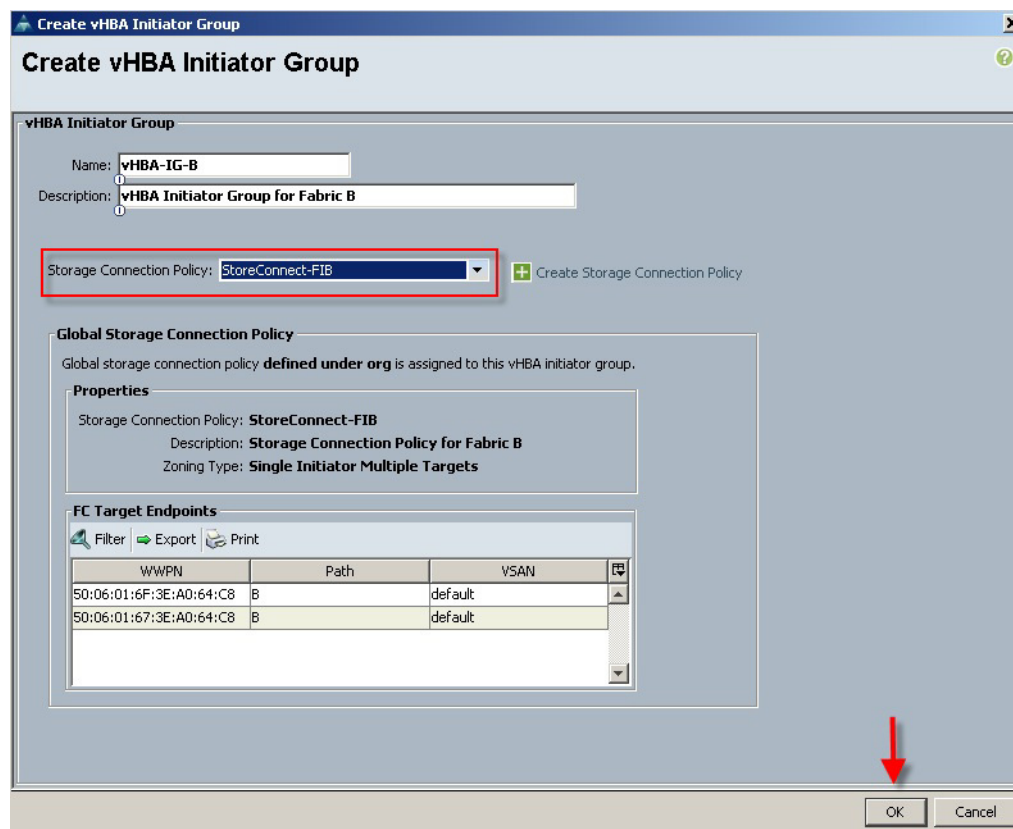 Create vHBA Initiator Group
Create vHBA Initiator Group
vHBA Initiator Group
Name: vHBA-IG-B
Description: vHBA Initiator Group for Fabric B
Storage Connection Policy: StoreConnect-FIB
Create Storage Connection Policy
Global Storage Connection Policy
Global storage connection policy defined under org is assigned to this vHBA initiator group.
Properties
Storage Connection Policy: StoreConnect-FIB
Description: Storage Connection Policy for Fabric B
Zoning Type: Single Initiator Multiple Targets
FC Target Endpoints
Filter Export Print
WWPN Path VSAN
50:06:01:6F:3E:A0:64:C8 B default
50:06:01:67:3E:A0:64:C8 B default
OK Cancel